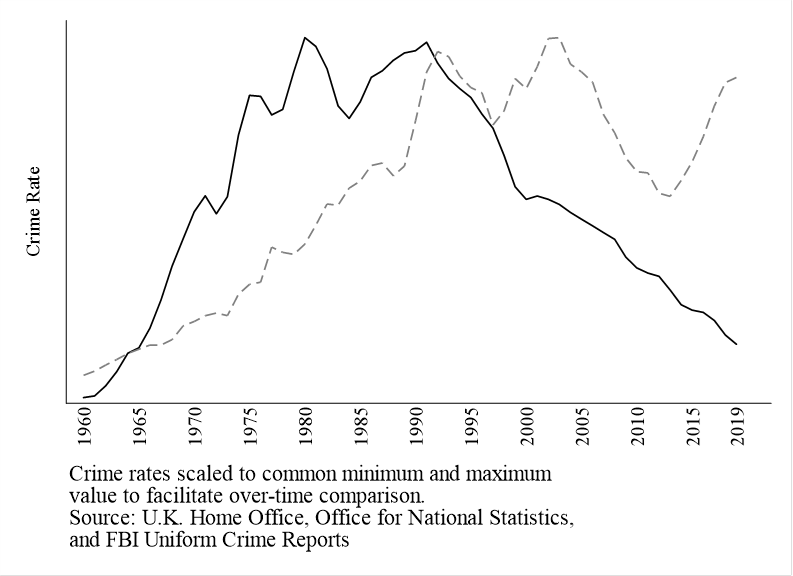 Crime Rate
1960
1965
1970
1975
1980
1985
1990
1995
2000
2005
2010
2015
2019
Crime rates scaled to common minimum and maximum
value to facilitate over-time comparison.
Source: U.K. Home Office, Office for National Statistics,
and FBI Uniform Crime Reports